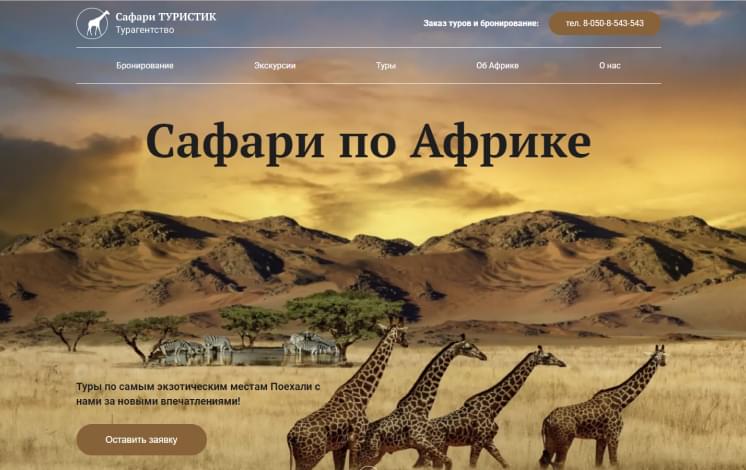 Сафари ТУРИСТИК
Турагентство
Заказ туров и бронирование:
тел. 8-050-8-543-543
Бронирование
Экскурсии
Туры
Об Африке
О нас
Сафари по Африке
Туры по самым экзотическим местам Поехали с
нами за новыми впечатлениями!
Оставить заявку